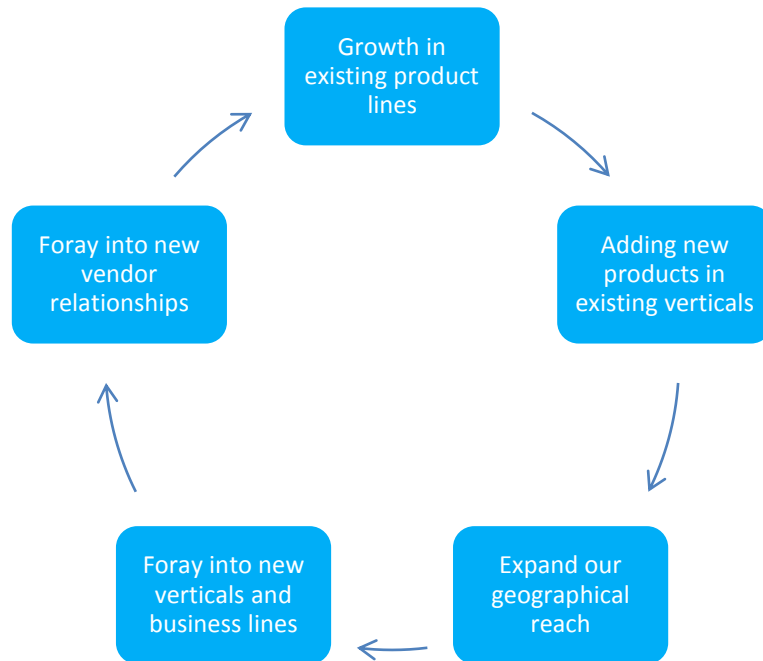 Growth in
existing product
lines
Adding new
products in
existing verticals
Expand our
geographical
reach
Foray into new
verticals and
business lines
Foray into new
vendor
relationships